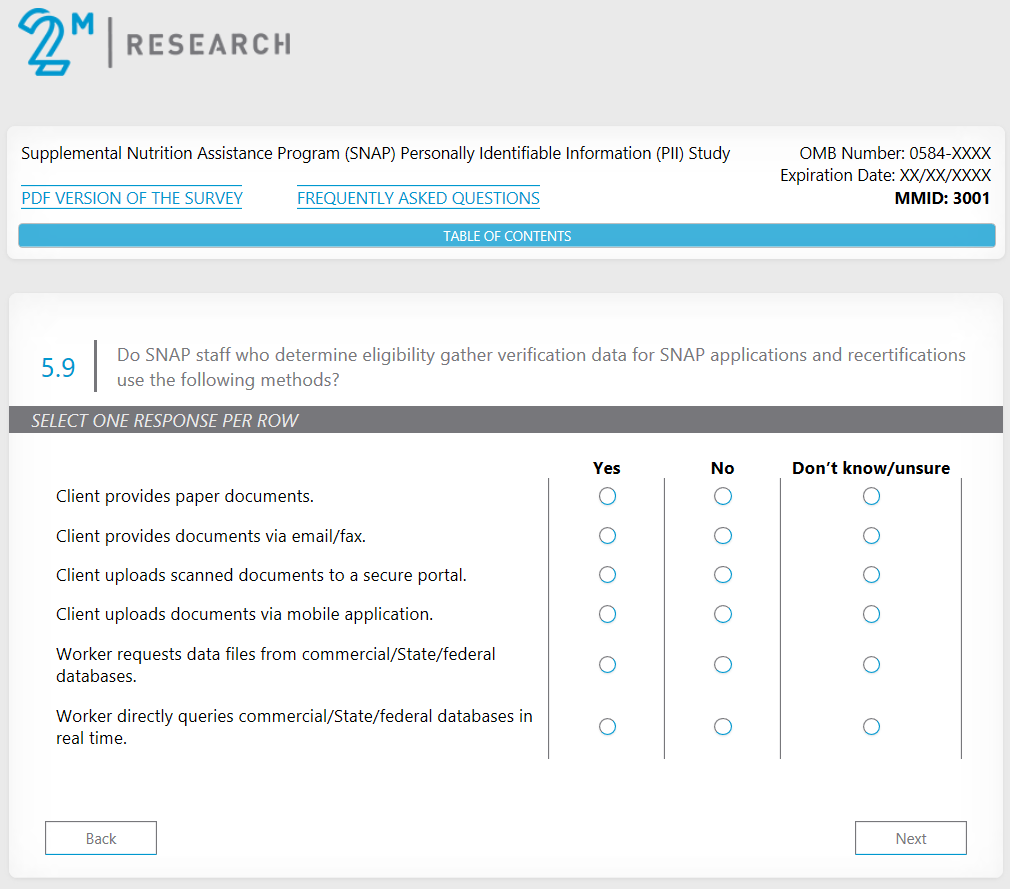 2M RESEARCH
Supplemental Nutrition Assistance Program (SNAP) Personally Identifiable Information (PII) Study
OMB Number: 0584-XXXX
Expiration Date: XX/XX/XXXX
PDF VERSION OF THE SURVEY
FREQUENTLY ASKED QUESTIONS
MMID: 3001
TABLE OF CONTENTS
5.9
Do SNAP staff who determine eligibility gather verification data for SNAP applications and recertifications
use the following methods?
SELECT ONE RESPONSE PER ROW
Yes No Don’t know/unsure
Client provides paper documents.
Client provides documents via email/fax.
Client uploads scanned documents to a secure portal.
Client uploads documents via mobile application.
Worker requests data files from commercial/State/federal
databases.
Worker directly queries commercial/State/federal databases in
real time.
Back
Next